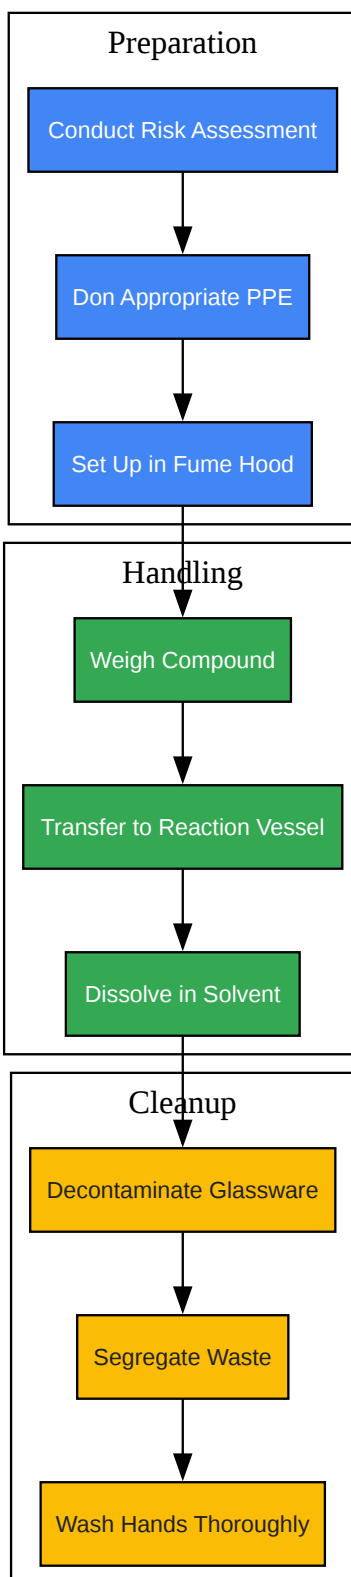 Preparation
Conduct Risk Assessment
Don Appropriate PPE
Set Up in Fume Hood
Handling
Weigh Compound
Transfer to Reaction Vessel
Dissolve in Solvent
Cleanup
Decontaminate Glassware
Segregate Waste
Wash Hands Thoroughly